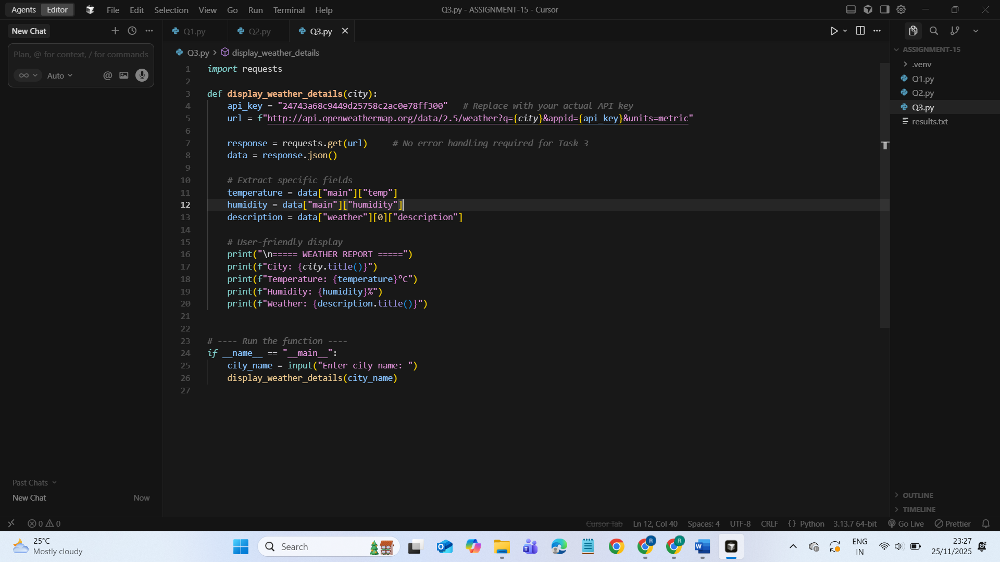 Agents Editor File Edit Selection View Go Run Terminal Help Q3.py - ASSIGNMENT-15 - Cursor
New Chat
Plan, @ for context, / for commands
Auto
Past Chats
New Chat Now
Q1.py Q2.py Q3.py
Q3.py > display_weather_details
1 import requests
2
3 def display_weather_details(city):
4     api_key = "24743a68c9449d25758c2ac0e78ff300"   # Replace with your actual API key
5     url = f"http://api.openweathermap.org/data/2.5/weather?q={city}&appid={api_key}&units=metric"
6
7     response = requests.get(url)     # No error handling required for Task 3
8     data = response.json()
9
10     # Extract specific fields
11     temperature = data["main"]["temp"]
12     humidity = data["main"]["humidity"]
13     description = data["weather"][0]["description"]
14
15     # User-friendly display
16     print("\n===== WEATHER REPORT =====")
17     print(f"City: {city.title()}")
18     print(f"Temperature: {temperature}°C")
19     print(f"Humidity: {humidity}%")
20     print(f"Weather: {description.title()}")
21
22
23 # ---- Run the function ----
24 if __name__ == "__main__":
25     city_name = input("Enter city name: ")
26     display_weather_details(city_name)
27
ASSIGNMENT-15
.venv
Q1.py
Q2.py
Q3.py
results.txt
OUTLINE
TIMELINE
0 0 Cursor Tab Ln 12, Col 40 Spaces: 4 UTF-8 CRLF {} Python 3.13.7 64-bit Go Live Prettier
25°C
Mostly cloudy
Search
ENG
IN
23:27
25/11/2025